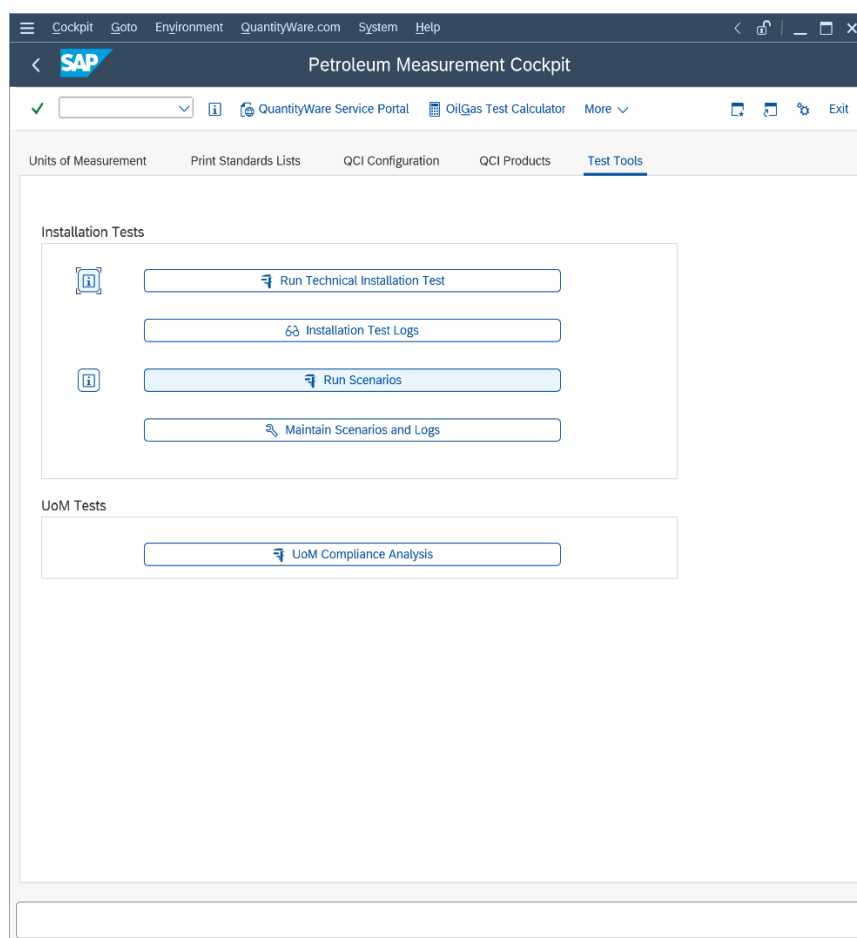 Cockpit Goto Environment QuantityWare.com System Help
SAP Petroleum Measurement Cockpit
QuantityWare Service Portal OilGas Test Calculator More Exit
Units of Measurement Print Standards Lists QCI Configuration QCI Products Test Tools
Installation Tests
Run Technical Installation Test
Installation Test Logs
Run Scenarios
Maintain Scenarios and Logs
UoM Tests
UoM Compliance Analysis